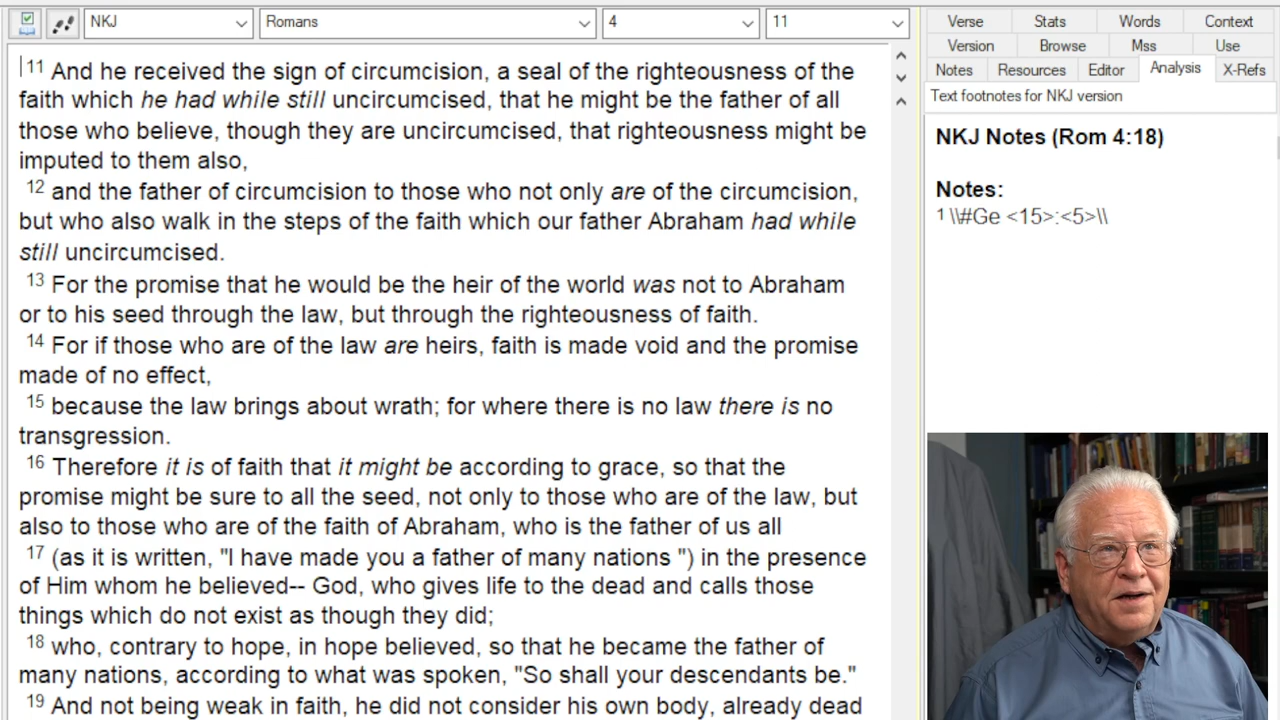 NKJ Romans 4 11
11 And he received the sign of circumcision, a seal of the righteousness of the
faith which he had while still uncircumcised, that he might be the father of all
those who believe, though they are uncircumcised, that righteousness might be
imputed to them also,
12 and the father of circumcision to those who not only are of the circumcision,
but who also walk in the steps of the faith which our father Abraham had while
still uncircumcised.
13 For the promise that he would be the heir of the world was not to Abraham
or to his seed through the law, but through the righteousness of faith.
14 For if those who are of the law are heirs, faith is made void and the promise
made of no effect,
15 because the law brings about wrath; for where there is no law there is no
transgression.
16 Therefore it is of faith that it might be according to grace, so that the
promise might be sure to all the seed, not only to those who are of the law, but
also to those who are of the faith of Abraham, who is the father of us all
17 (as it is written, "I have made you a father of many nations ") in the presence
of Him whom he believed-- God, who gives life to the dead and calls those
things which do not exist as though they did;
18 who, contrary to hope, in hope believed, so that he became the father of
many nations, according to what was spoken, "So shall your descendants be."
19 And not being weak in faith, he did not consider his own body, already dead
Verse Stats Words Context
Version Browse Mss Use
Notes Resources Editor Analysis X-Refs
Text footnotes for NKJ version
NKJ Notes (Rom 4:18)
Notes:
1 \\#Ge <15>:<5>\\